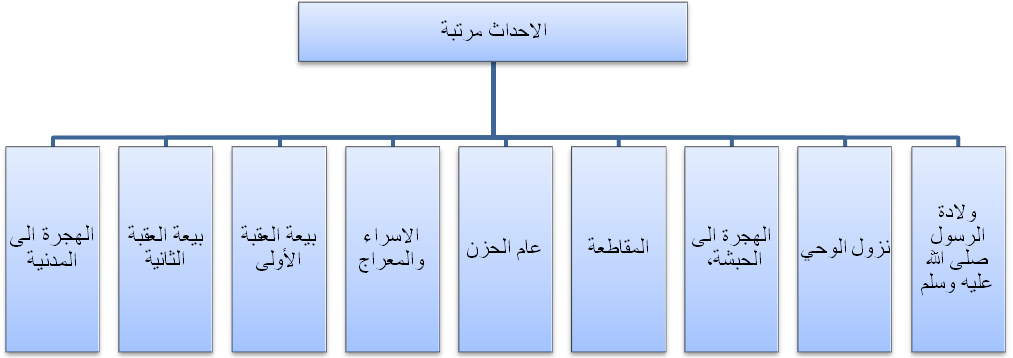 الاحداث مرتبة
ولادة
الرسول
صلى الله
عليه وسلم
نزول الوحي
الهجرة الى
الحبشة،
المقاطعة
عام الحزن
الاسراء
والمعراج
بيعة العقبة
الأولى
بيعة العقبة
الثانية
الهجرة الى
المدنية